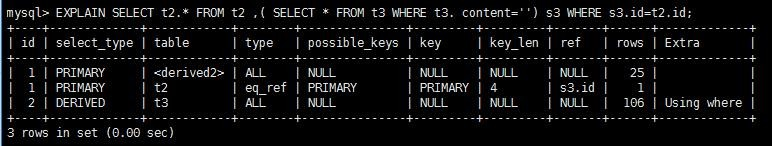 mysql> EXPLAIN SELECT t2.* FROM t2 ,( SELECT * FROM t3 WHERE t3. content='') s3 WHERE s3.id=t2.id;
+----+-------------+------------+--------+---------------+---------+---------+-------+------+-------------+
| id | select_type | table | type | possible_keys | key | key_len | ref | rows | Extra |
+----+-------------+------------+--------+---------------+---------+---------+-------+------+-------------+
| 1 | PRIMARY | <derived2> | ALL | NULL | NULL | NULL | NULL | 25 | |
| 1 | PRIMARY | t2 | eq_ref | PRIMARY | PRIMARY | 4 | s3.id | 1 | |
| 2 | DERIVED | t3 | ALL | NULL | NULL | NULL | NULL | 106 | Using where |
+----+-------------+------------+--------+---------------+---------+---------+-------+------+-------------+
3 rows in set (0.00 sec)